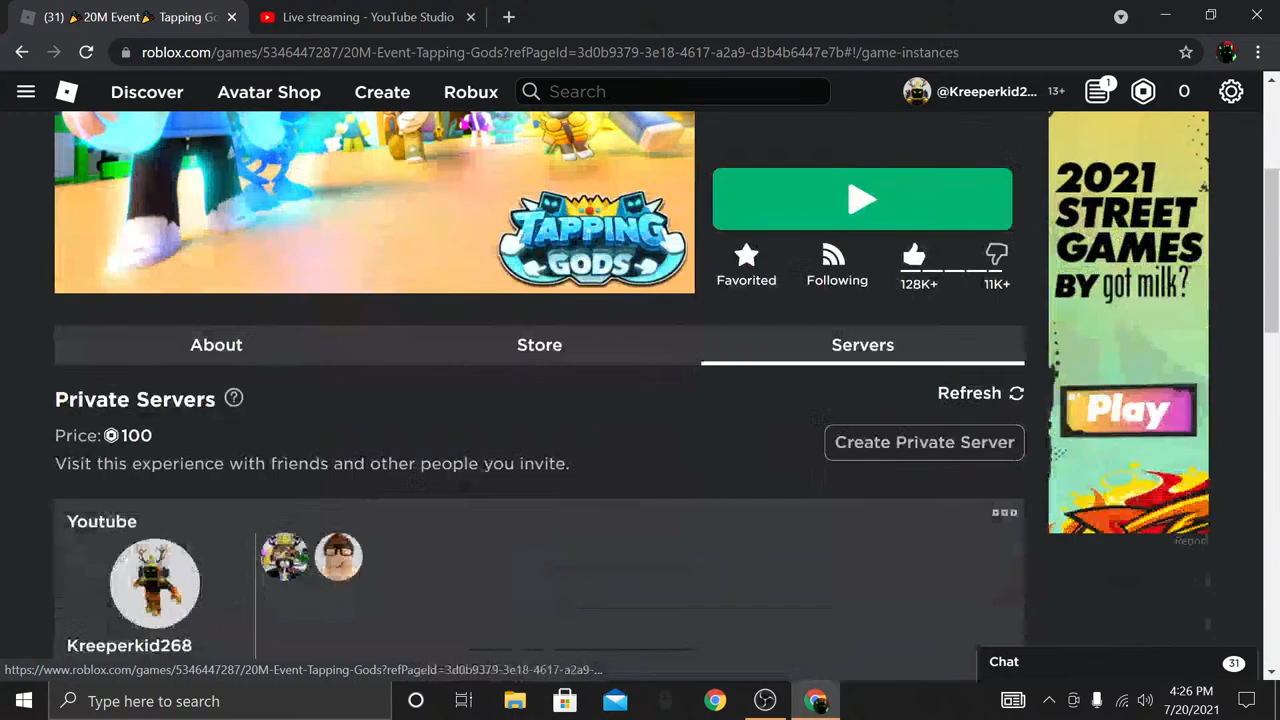 (31) 🎉20M Event🎉 Tapping Go
Live streaming - YouTube Studio
roblox.com/games/5346447287/20M-Event-Tapping-Gods?refPageId=3d0b9379-3e18-4617-a2a9-d3b4b6447e7b#!/game-instances
Discover
Avatar Shop
Create
Robux
Search
@Kreeperkid2...
13+
1
0
TAPPING
GODS
Favorited
Following
128K+
11K+
2021
STREET
GAMES
BY got milk?
Play
Report
About
Store
Servers
Private Servers
?
Refresh
Price: 100
Create Private Server
Visit this experience with friends and other people you invite.
Youtube
Kreeperkid268
https://www.roblox.com/games/5346447287/20M-Event-Tapping-Gods?refPageId=3d0b9379-3e18-4617-a2a9-...
Chat
31
Type here to search
4:26 PM
7/20/2021